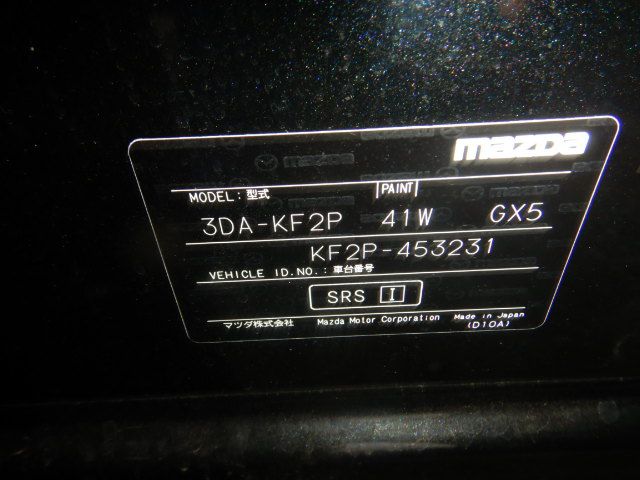 mazda
MODEL: 型式 PAINT
3DA-KF2P 41W GX5
KF2P-453231
VEHICLE ID.NO.: 車台番号
SRS I
マツダ株式会社 Mazda Motor Corporation Made in Japan
(D10A)